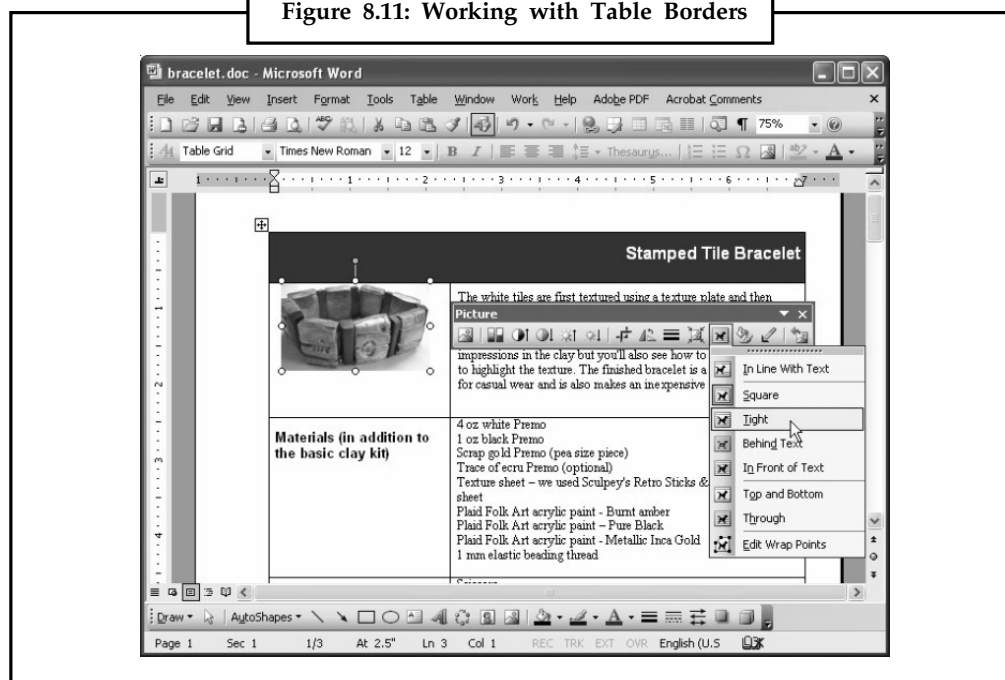 Figure 8.11: Working with Table Borders
bracelet.doc - Microsoft Word
File Edit View Insert Format Tools Table Window Work Help Adobe PDF Acrobat Comments
75%
Table Grid Times New Roman 12 B I Thesaurus... A
1 1 2 3 4 5 6 7
Stamped Tile Bracelet
The white tiles are first textured using a texture plate and then
Picture
impressions in the clay but you'll also see how to
to highlight the texture. The finished bracelet is a
for casual wear and is also makes an inexpensive
In Line With Text
Square
Tight
Behind Text
In Front of Text
Top and Bottom
Through
Edit Wrap Points
Materials (in addition to
the basic clay kit)
4 oz white Premo
1 oz black Premo
Scrap gold Premo (pea size piece)
Trace of ecru Premo (optional)
Texture sheet – we used Sculpey's Retro Sticks &
sheet
Plaid Folk Art acrylic paint - Burnt amber
Plaid Folk Art acrylic paint – Pure Black
Plaid Folk Art acrylic paint - Metallic Inca Gold
1 mm elastic beading thread
Draw AutoShapes
Page 1 Sec 1 1/3 At 2.5" Ln 3 Col 1 REC TRK EXT OVR English (U.S